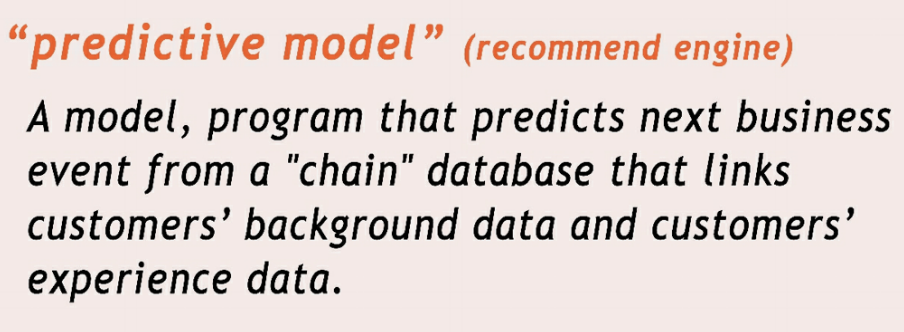 “predictive model” (recommend engine)
A model, program that predicts next business
event from a "chain" database that links
customers’ background data and customers’
experience data.